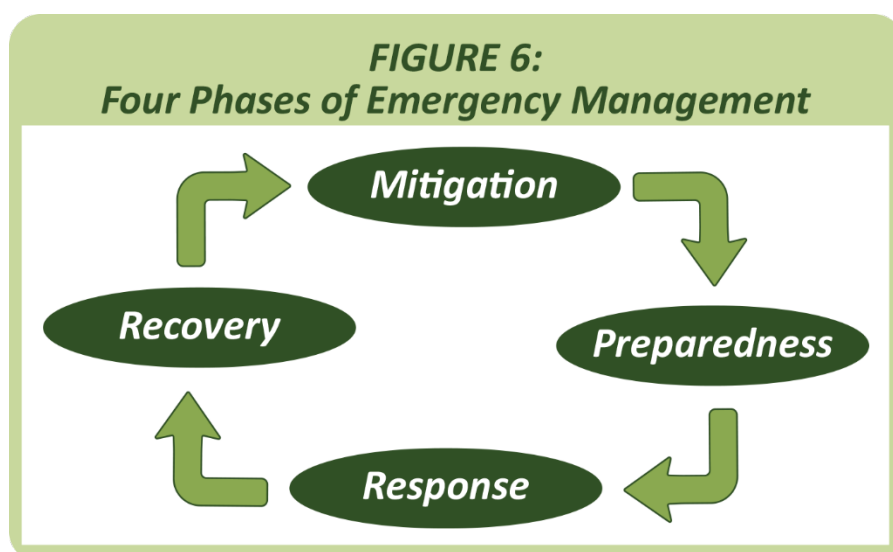 FIGURE 6:
Four Phases of Emergency Management
Mitigation
Preparedness
Response
Recovery